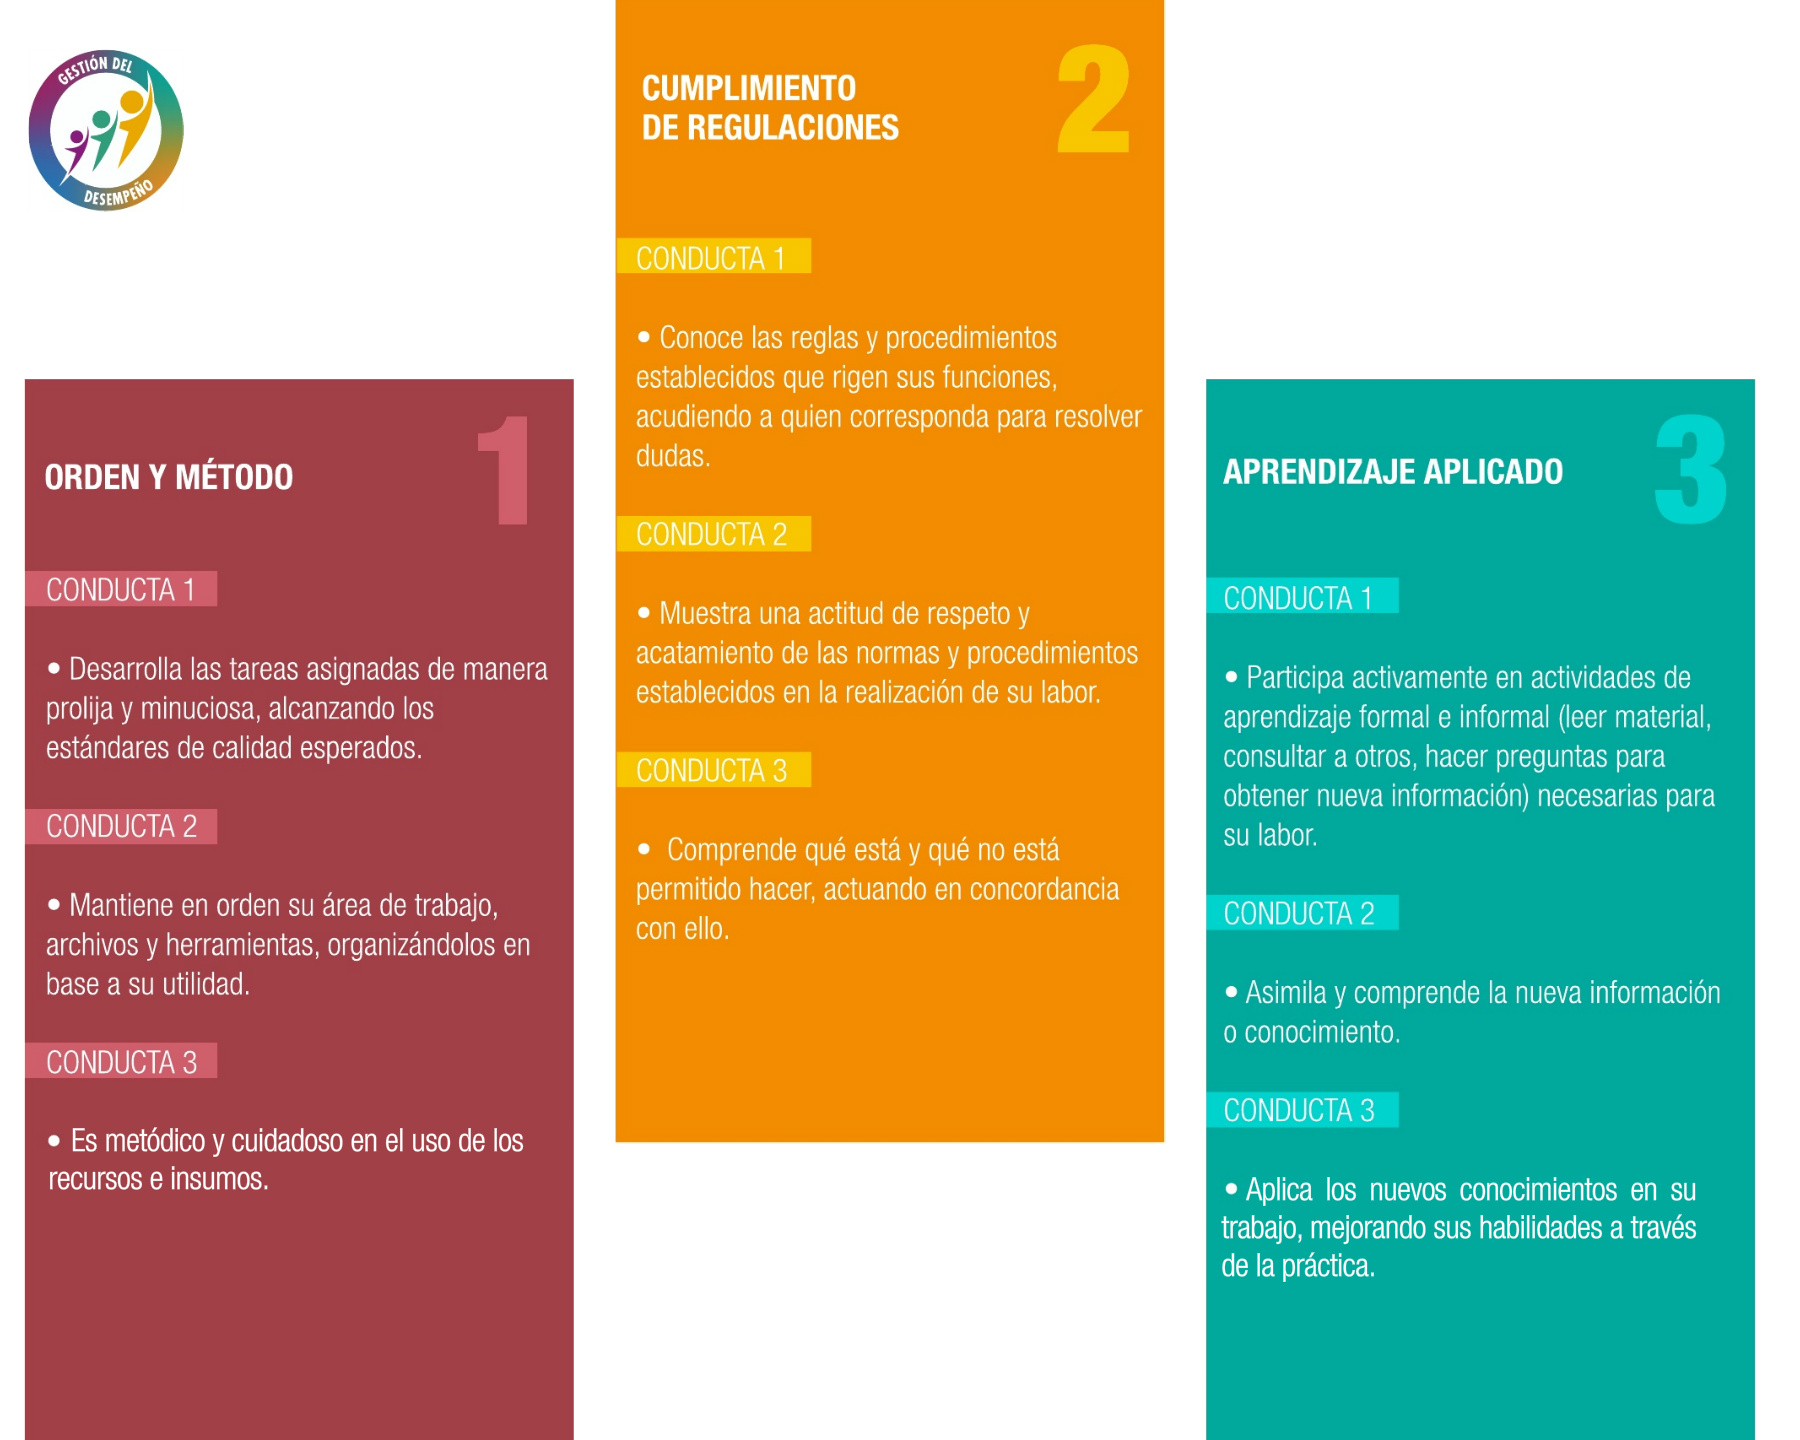 GESTIÓN DEL
DESEMPEÑO
ORDEN Y MÉTODO
1
CONDUCTA 1
• Desarrolla las tareas asignadas de manera
prolija y minuciosa, alcanzando los
estándares de calidad esperados.
CONDUCTA 2
• Mantiene en orden su área de trabajo,
archivos y herramientas, organizándolos en
base a su utilidad.
CONDUCTA 3
• Es metódico y cuidadoso en el uso de los
recursos e insumos.
CUMPLIMIENTO
DE REGULACIONES
2
CONDUCTA 1
• Conoce las reglas y procedimientos
establecidos que rigen sus funciones,
acudiendo a quien corresponda para resolver
dudas.
CONDUCTA 2
• Muestra una actitud de respeto y
acatamiento de las normas y procedimientos
establecidos en la realización de su labor.
CONDUCTA 3
• Comprende qué está y qué no está
permitido hacer, actuando en concordancia
con ello.
APRENDIZAJE APLICADO
3
CONDUCTA 1
• Participa activamente en actividades de
aprendizaje formal e informal (leer material,
consultar a otros, hacer preguntas para
obtener nueva información) necesarias para
su labor.
CONDUCTA 2
• Asimila y comprende la nueva información
o conocimiento.
CONDUCTA 3
• Aplica los nuevos conocimientos en su
trabajo, mejorando sus habilidades a través
de la práctica.